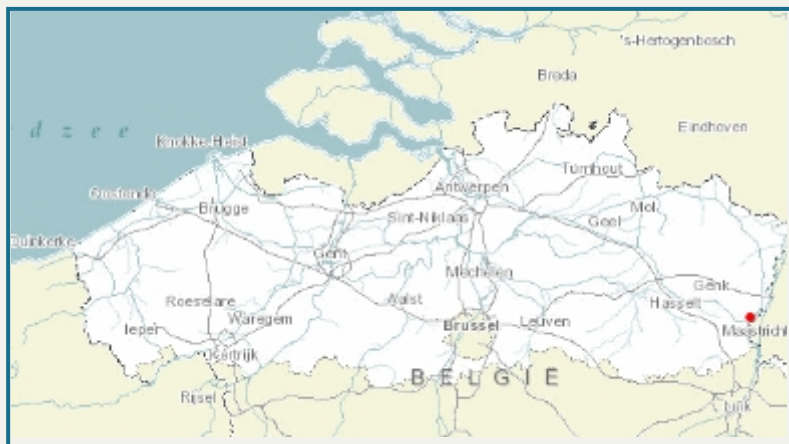 's-Hertogenbosch
Breda
d z e e
Eindhoven
Knokke-Heist
Turnhout
Antwerpen
Oostende
Brugge
Mol
Sint-Niklaas
Geel
Duinkerke
Gent
Mechelen
Genk
Roeselare
Aalst
Hasselt
Waregem
Brussel
Leuven
Ieper
Maastricht
Kortrijk
BELGIË
Rijsel
Luik